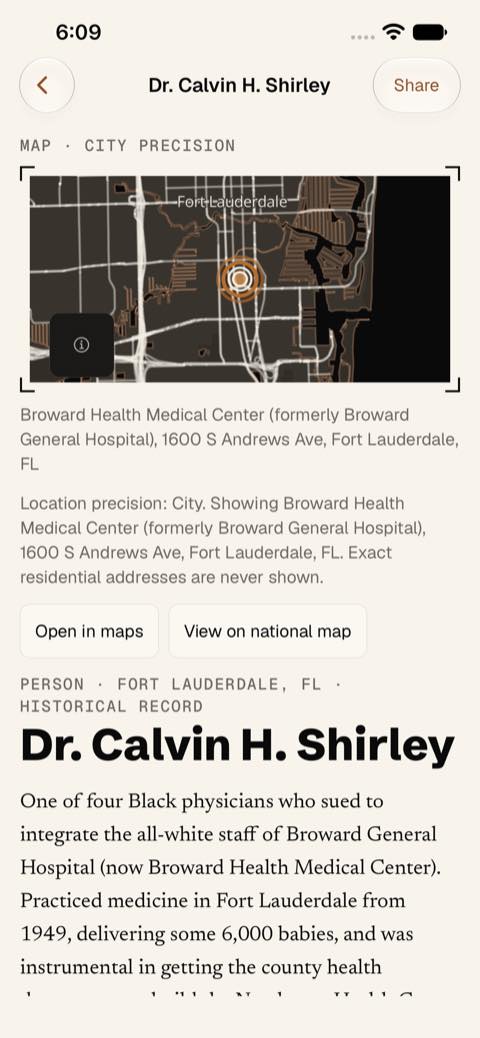 6:09
Dr. Calvin H. Shirley
Share
MAP · CITY PRECISION
Fort Lauderdale
Broward Health Medical Center (formerly Broward
General Hospital), 1600 S Andrews Ave, Fort Lauderdale,
FL
Location precision: City. Showing Broward Health
Medical Center (formerly Broward General Hospital),
1600 S Andrews Ave, Fort Lauderdale, FL. Exact
residential addresses are never shown.
Open in maps
View on national map
PERSON · FORT LAUDERDALE, FL ·
HISTORICAL RECORD
Dr. Calvin H. Shirley
One of four Black physicians who sued to
integrate the all-white staff of Broward General
Hospital (now Broward Health Medical Center).
Practiced medicine in Fort Lauderdale from
1949, delivering some 6,000 babies, and was
instrumental in getting the county health